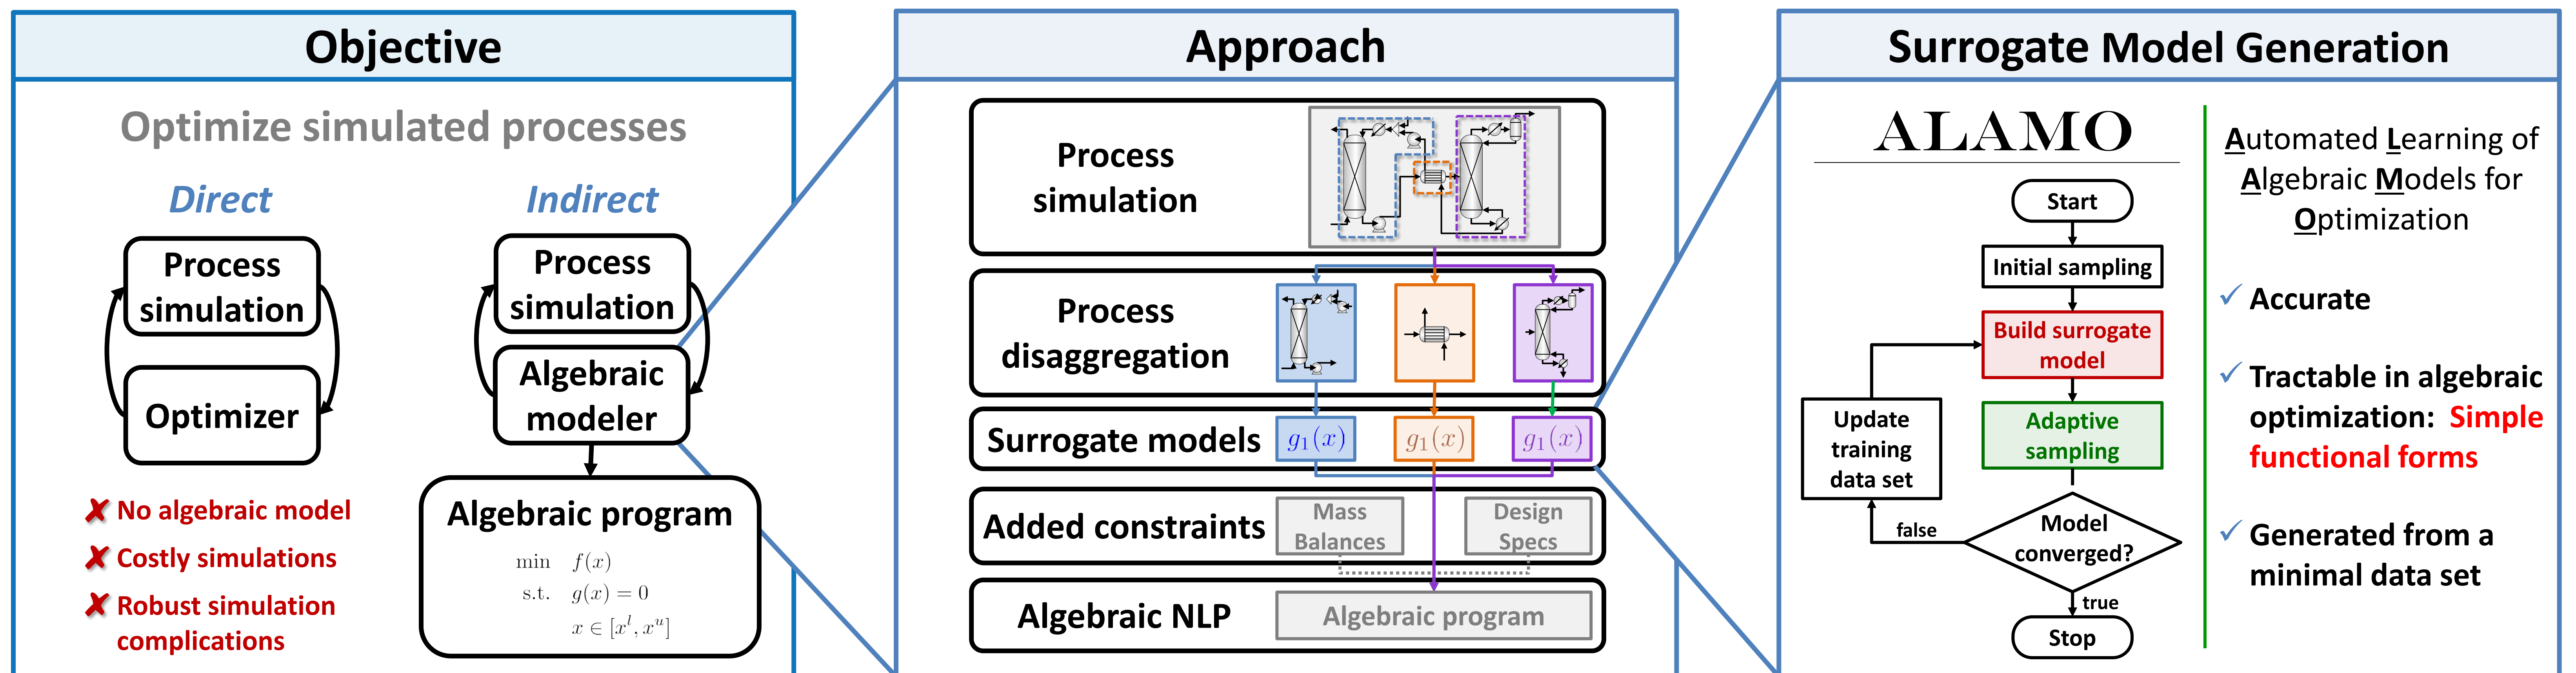 Objective
Optimize simulated processes
Direct
Process
simulation
Optimizer
✘ No algebraic model
✘ Costly simulations
✘ Robust simulation
complications
Indirect
Process
simulation
Algebraic
modeler
Algebraic program
min f(x)
s.t. g(x) = 0
x ∈ [x^l, x^u]
Approach
Process
simulation
Process
disaggregation
Surrogate models
g₁(x)
g₁(x)
g₁(x)
Added constraints
Mass
Balances
Design
Specs
Algebraic NLP
Algebraic program
Surrogate Model Generation
ALAMO
Start
Initial sampling
Build surrogate
model
Adaptive
sampling
Update
training
data set
false
Model
converged?
true
Stop
Automated Learning of
Algebraic Models for
Optimization
✓ Accurate
✓ Tractable in algebraic
optimization: Simple
functional forms
✓ Generated from a
minimal data set